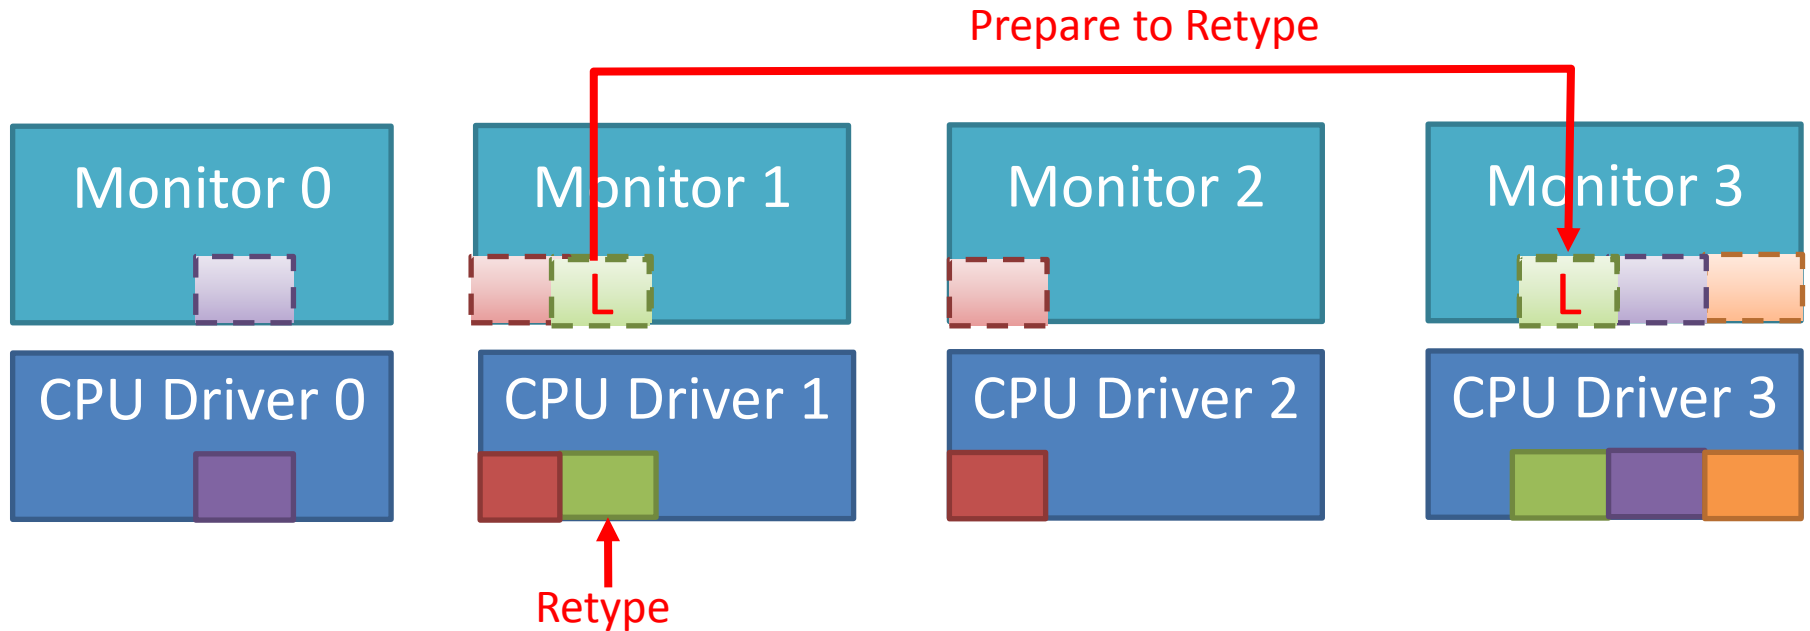 Prepare to Retype
Monitor 0
Monitor 1
Monitor 2
Monitor 3
L
L
CPU Driver 0
CPU Driver 1
CPU Driver 2
CPU Driver 3
Retype